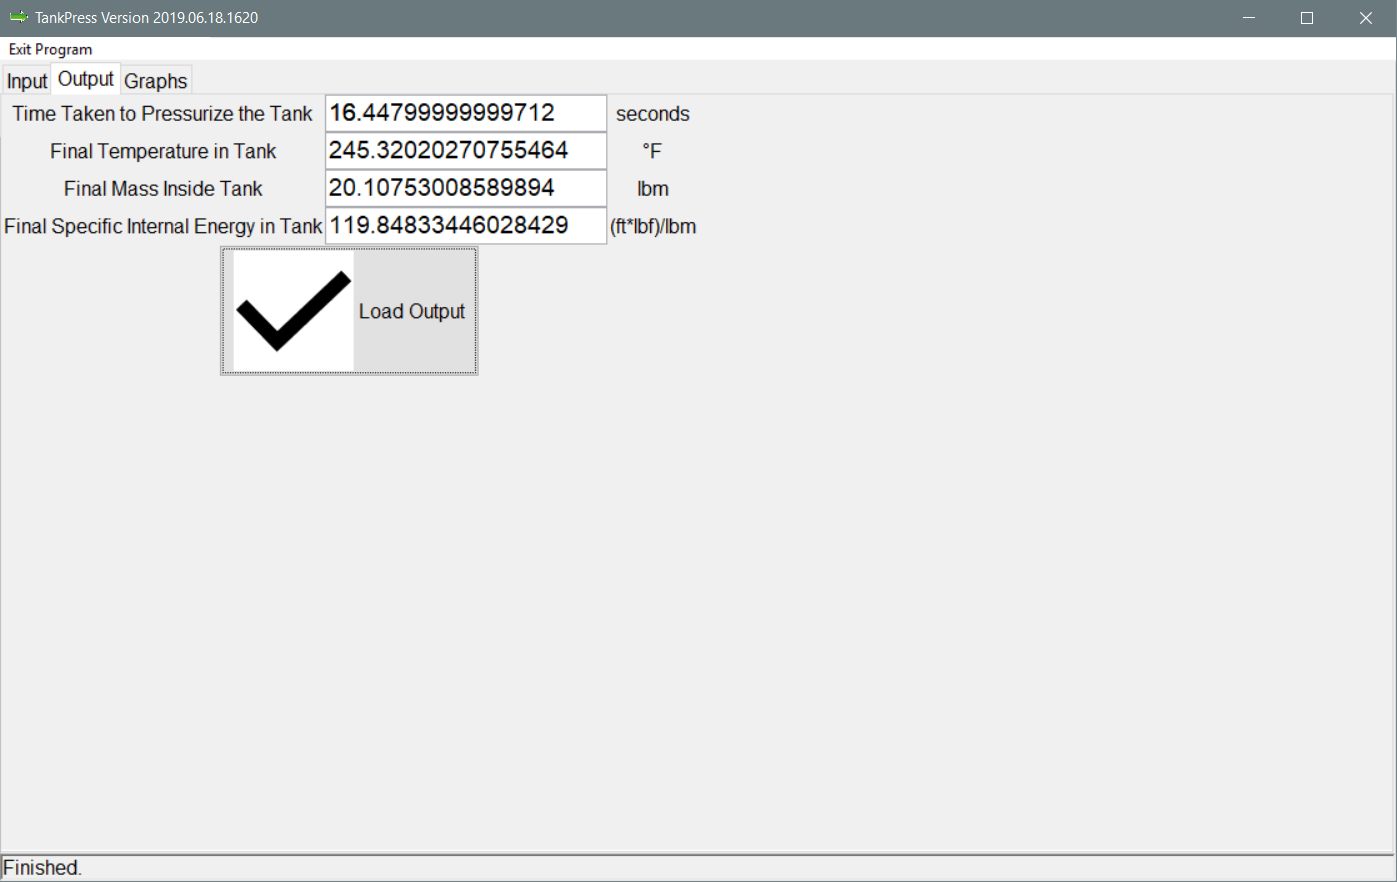 TankPress Version 2019.06.18.1620
Exit Program
Input Output Graphs
Time Taken to Pressurize the Tank 16.44799999999712 seconds
Final Temperature in Tank 245.32020270755464 °F
Final Mass Inside Tank 20.10753008589894 lbm
Final Specific Internal Energy in Tank 119.84833446028429 (ft*lbf)/lbm
Load Output
Finished.